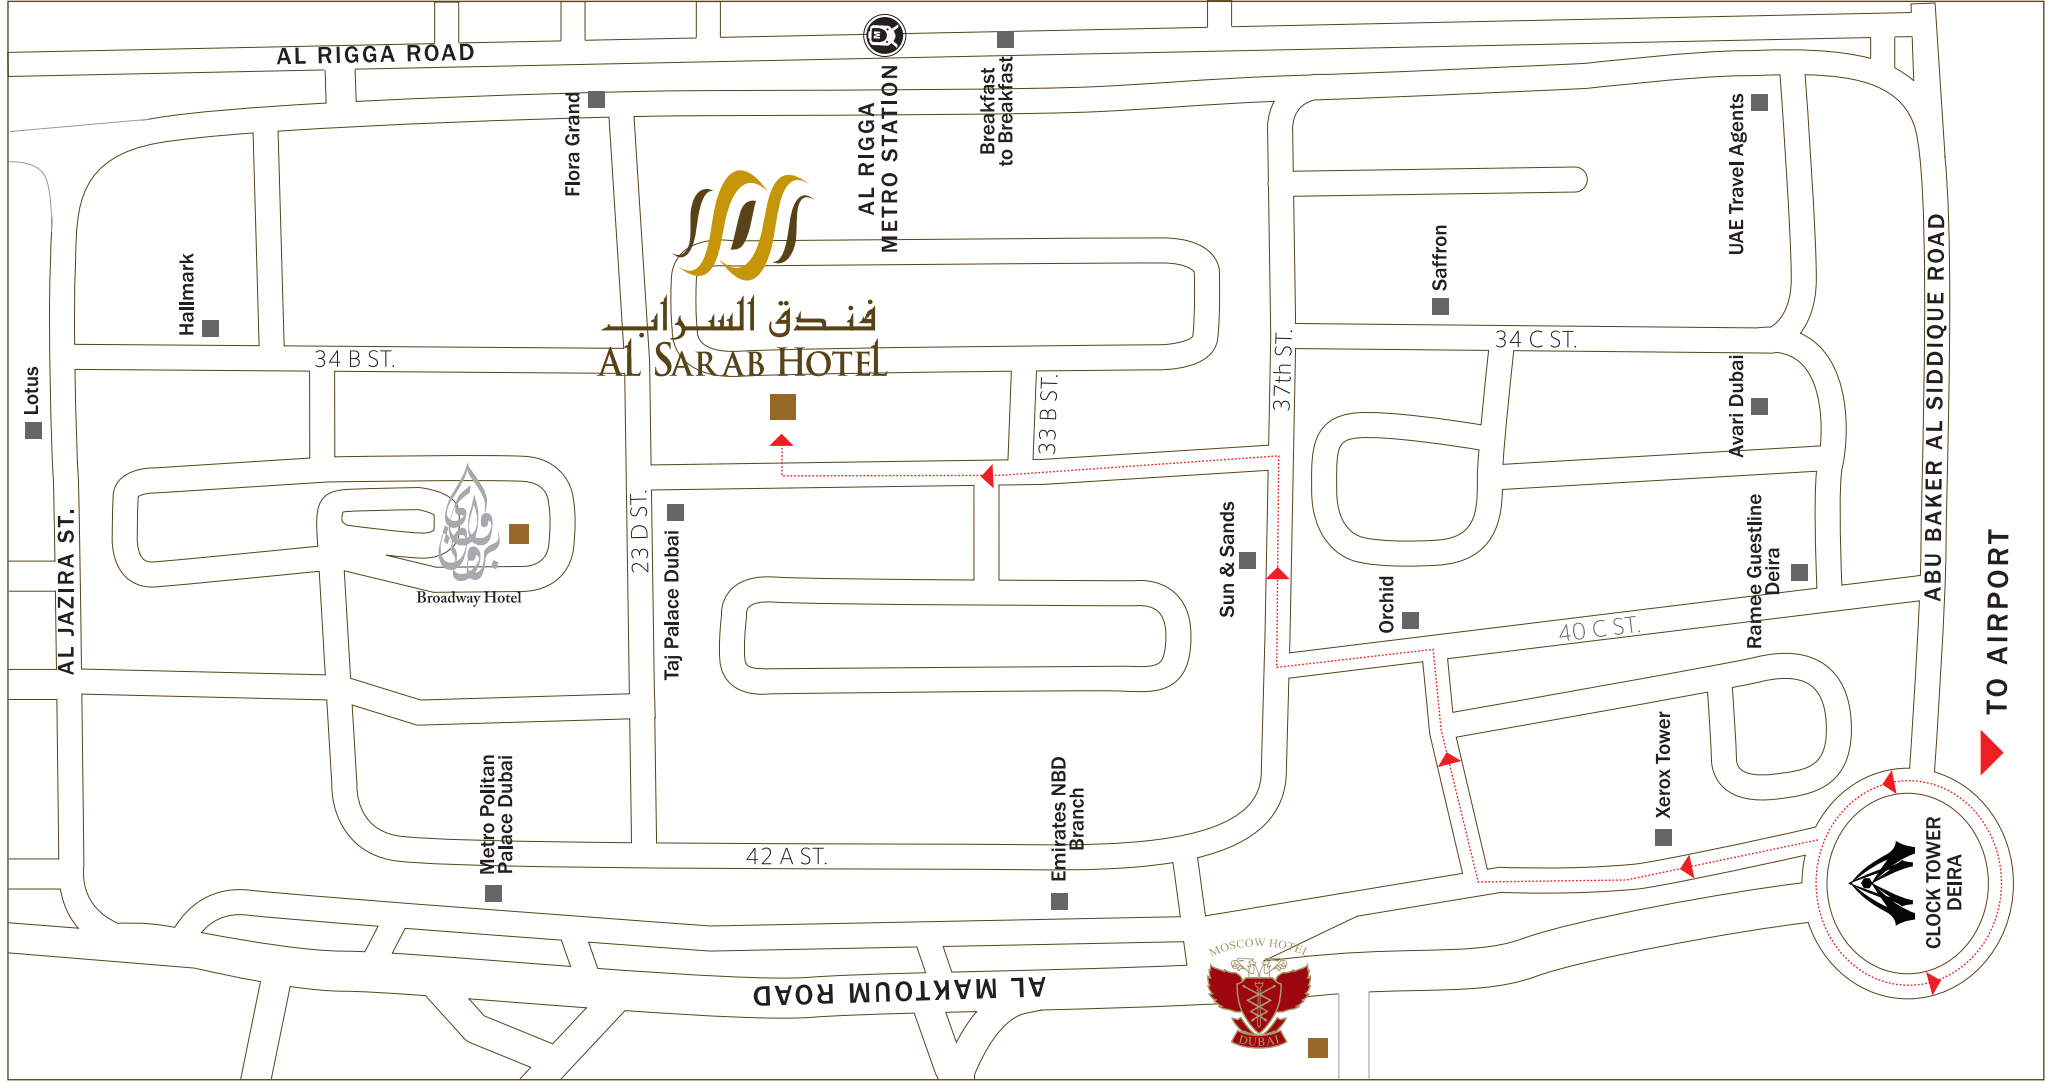 AL RIGGA ROAD
AL RIGGA
METRO STATION
M
Breakfast
to Breakfast
Flora Grand
UAE Travel Agents
Hallmark
Saffron
ABU BAKER AL SIDDIQUE ROAD
فندق السراب
AL SARAB HOTEL
34 B ST.
34 C ST.
37th ST.
33 B ST.
Lotus
Avari Dubai
AL JAZIRA ST.
برودواي
Broadway Hotel
23 D ST.
Taj Palace Dubai
Sun & Sands
Orchid
Ramee Guestline
Deira
40 C ST.
TO AIRPORT
Xerox Tower
Metro Politan
Palace Dubai
Emirates NBD
Branch
42 A ST.
CLOCK TOWER
DEIRA
AL MAKTOUM ROAD
MOSCOW HOTEL
DUBAI